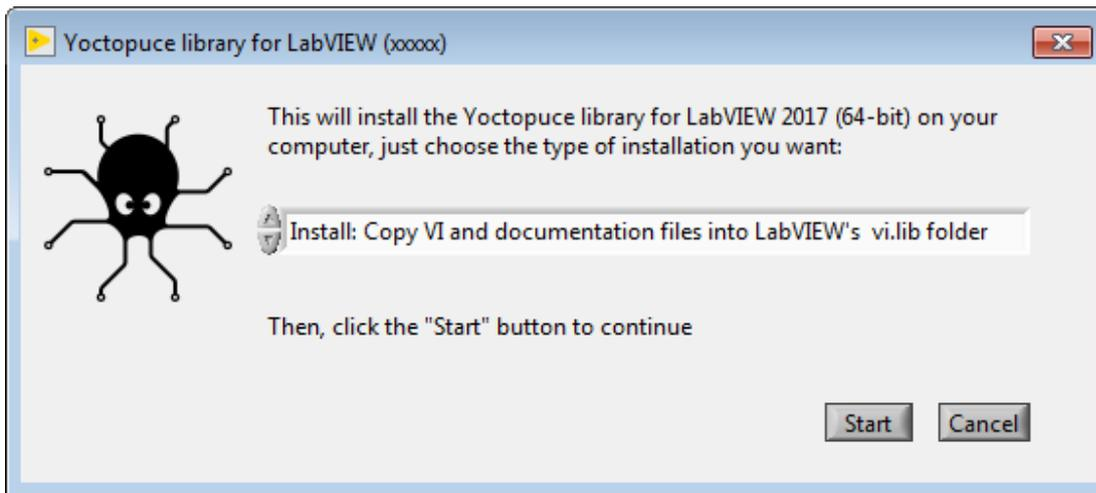 Yoctopuce library for LabVIEW (xxxxx)
This will install the Yoctopuce library for LabVIEW 2017 (64-bit) on your
computer, just choose the type of installation you want:
Install: Copy VI and documentation files into LabVIEW's  vi.lib folder
Then, click the "Start" button to continue
Start
Cancel